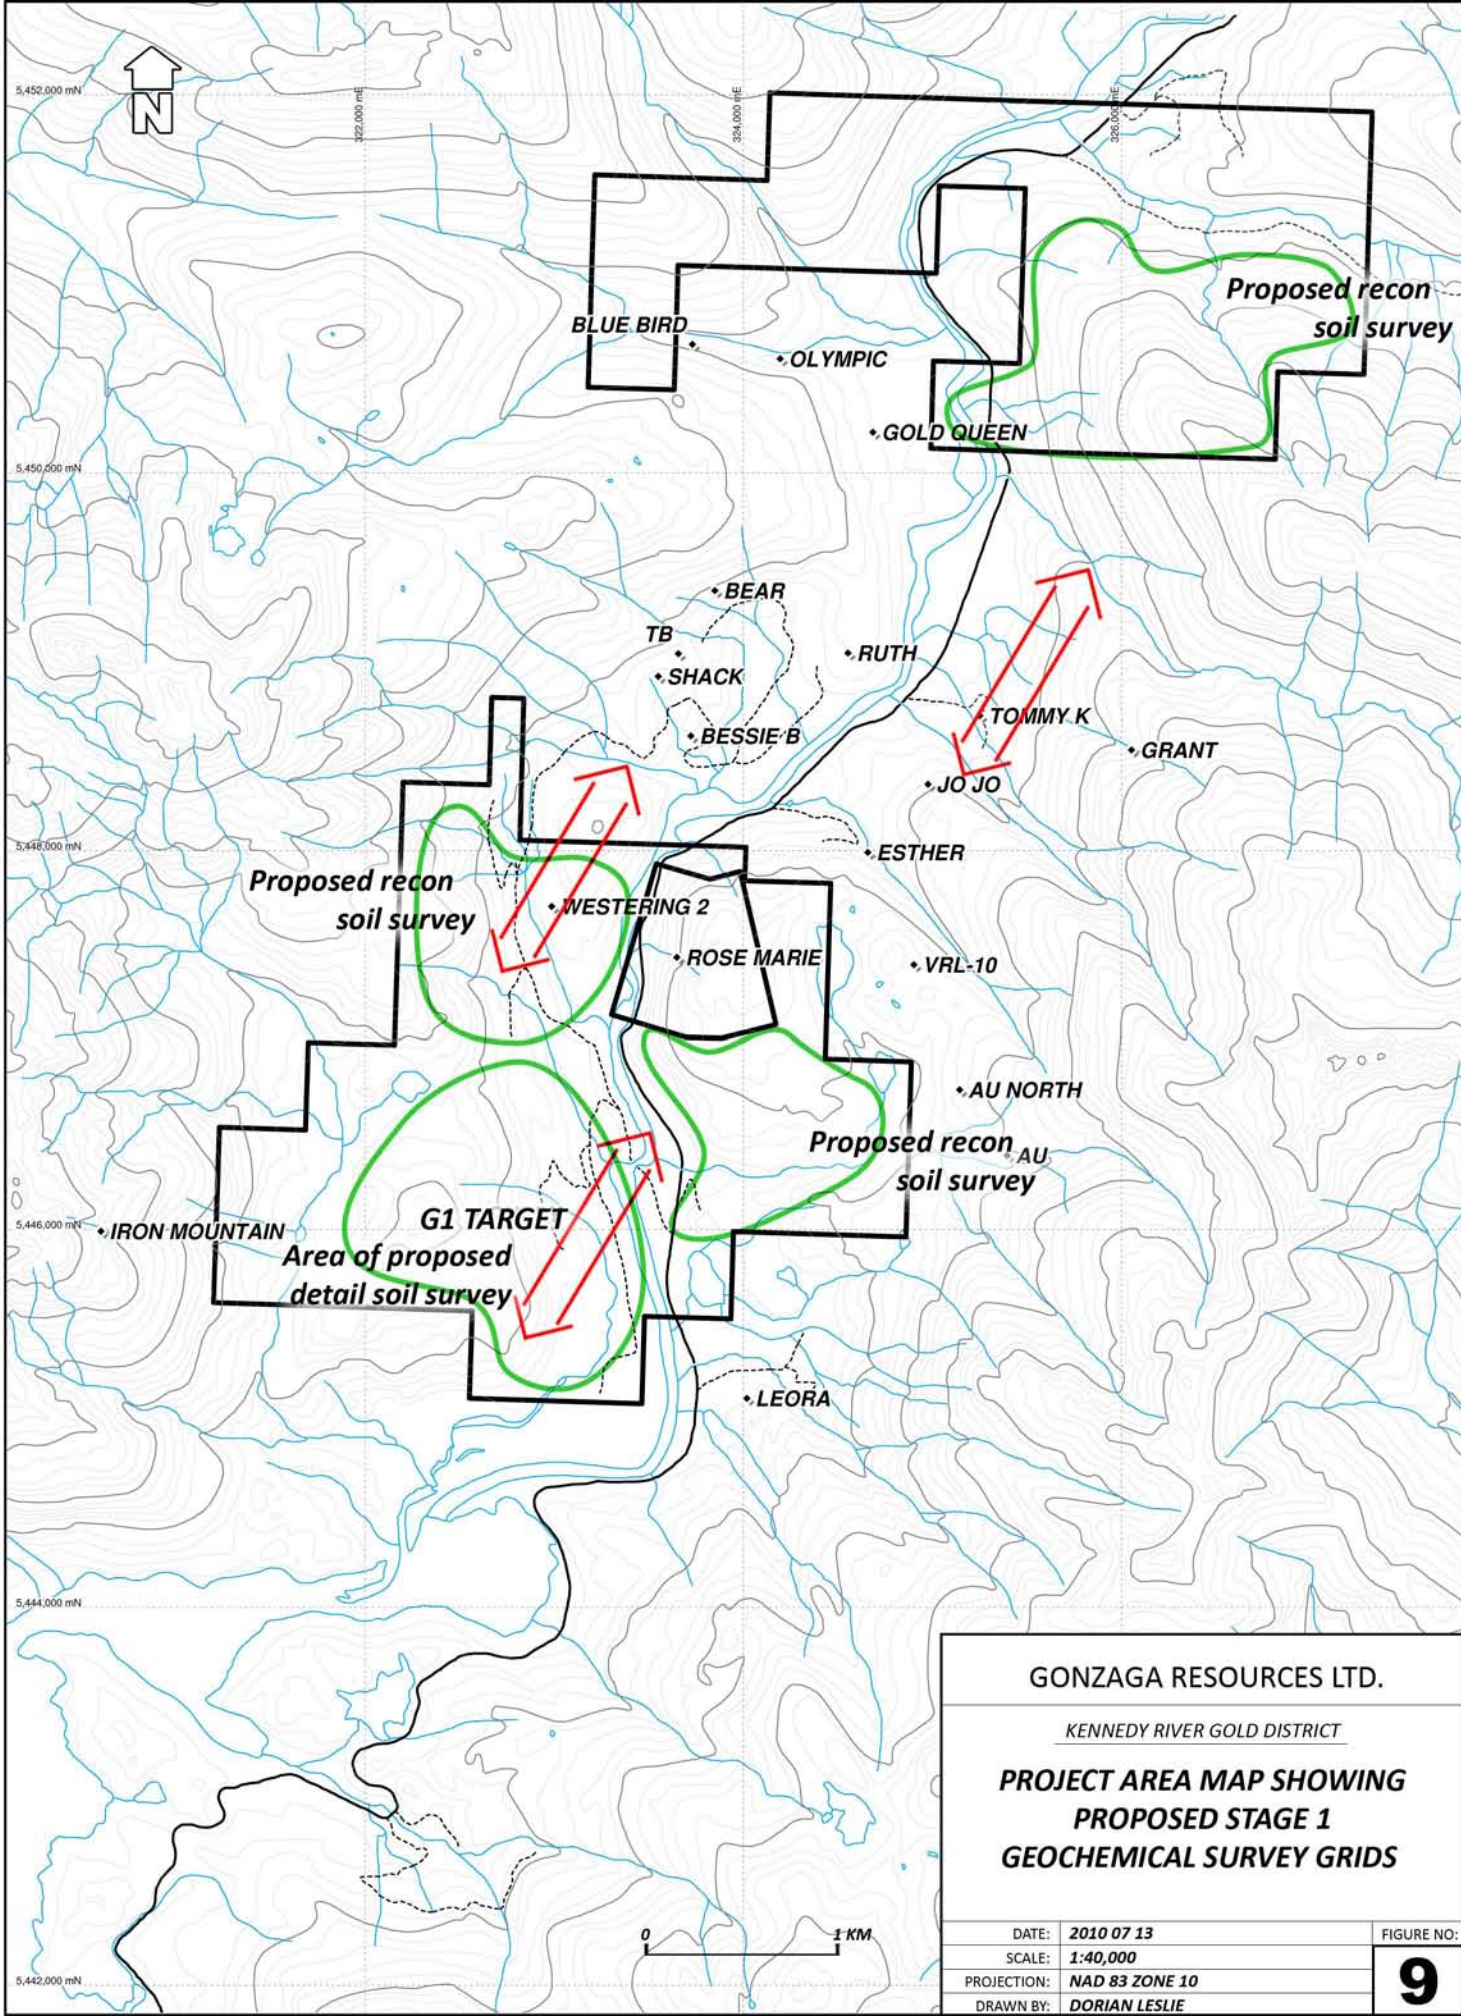 N
5,452,000 mN
322,000 mE
324,000 mE
326,000 mE
Proposed recon
soil survey
BLUE BIRD
OLYMPIC
GOLD QUEEN
5,450,000 mN
BEAR
TB
RUTH
SHACK
TOMMY K
BESSIE B
GRANT
JO JO
5,448,000 mN
ESTHER
Proposed recon
soil survey
WESTERING 2
ROSE MARIE
VRL-10
AU NORTH
Proposed recon
soil survey
AU
5,446,000 mN
IRON MOUNTAIN
G1 TARGET
Area of proposed
detail soil survey
LEORA
5,444,000 mN
GONZAGA RESOURCES LTD.
KENNEDY RIVER GOLD DISTRICT
PROJECT AREA MAP SHOWING
PROPOSED STAGE 1
GEOCHEMICAL SURVEY GRIDS
0 1 KM
DATE: 2010 07 13
FIGURE NO:
SCALE: 1:40,000
5,442,000 mN
PROJECTION: NAD 83 ZONE 10
9
DRAWN BY: DORIAN LESLIE